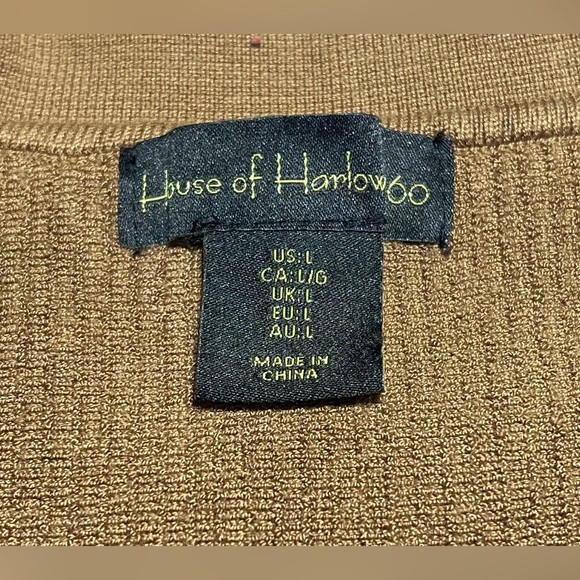 House of Harlow60
US: L
CA: L/G
UK: L
EU: L
AU: L
MADE IN
CHINA